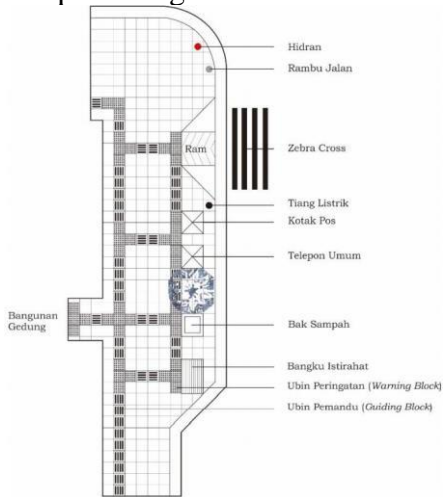 Hidran
Rambu Jalan
Ram
Zebra Cross
Tiang Listrik
Kotak Pos
Telepon Umum
Bangunan
Gedung
Bak Sampah
Bangku Istirahat
Ubin Peringatan (Warning Block)
Ubin Pemandu (Guiding Block)